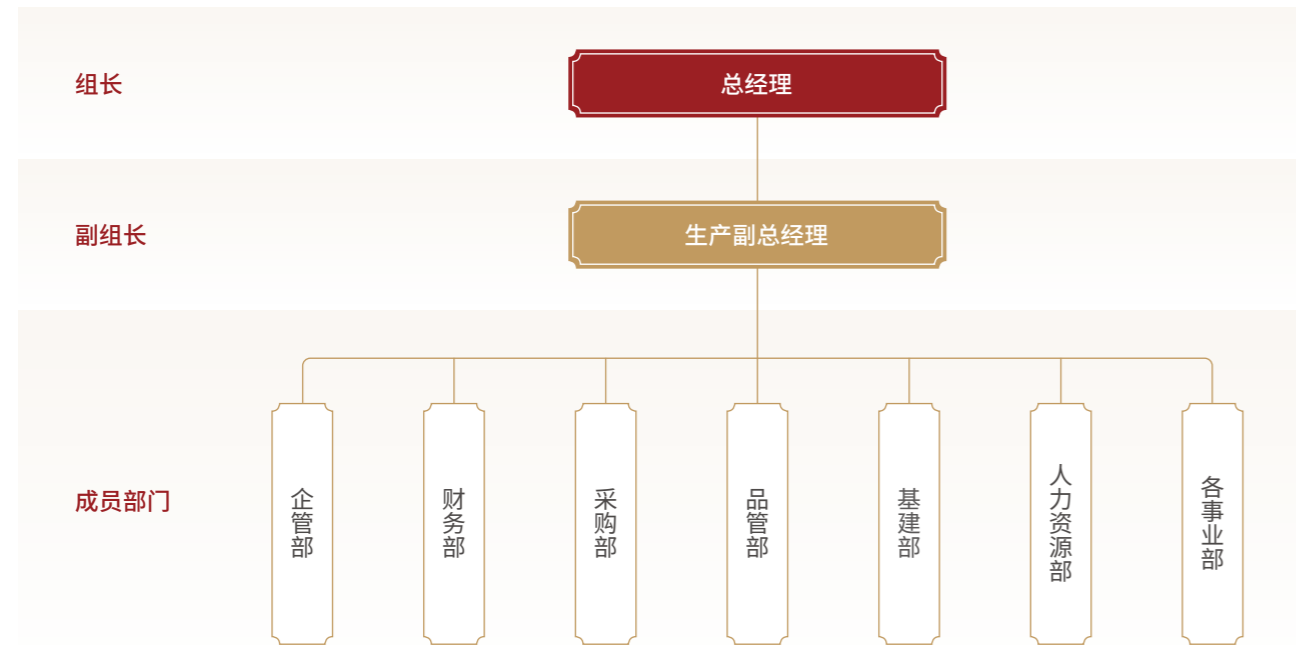 组长
总经理
副组长
生产副总经理
成员部门
企管部
财务部
采购部
品管部
基建部
人力资源部
各事业部